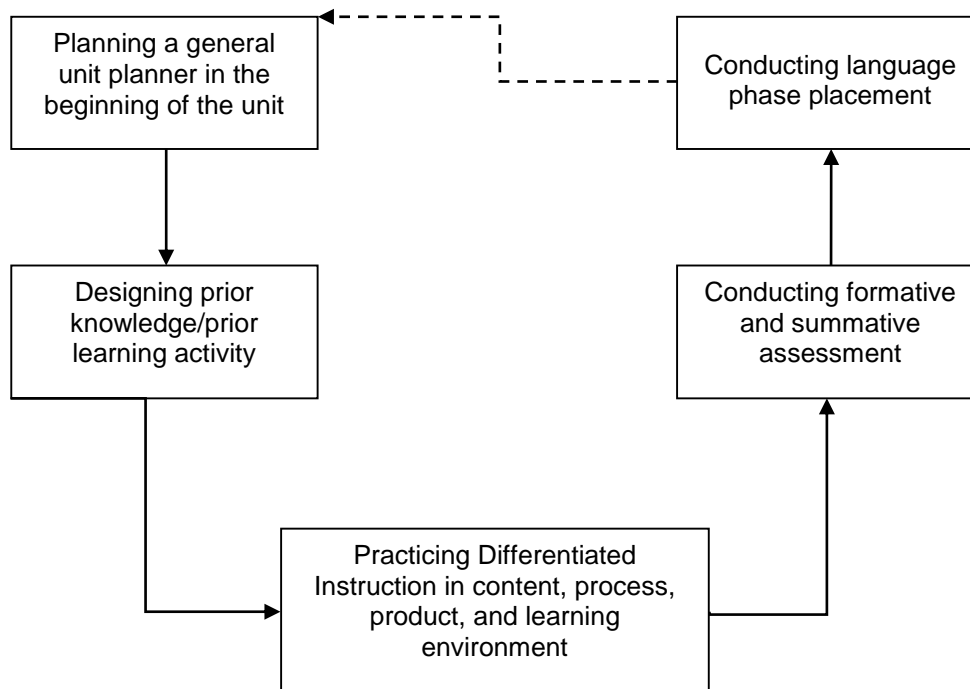 Planning a general
unit planner in the
beginning of the unit
Conducting language
phase placement
Designing prior
knowledge/prior
learning activity
Conducting formative
and summative
assessment
Practicing Differentiated
Instruction in content, process,
product, and learning
environment